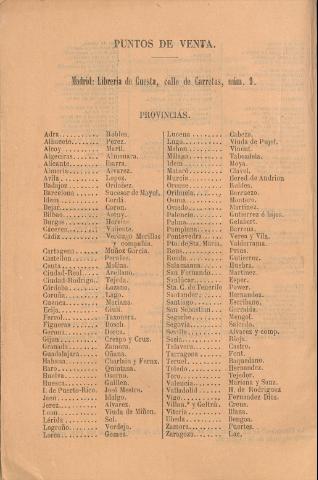 PUNTOS DE VENTA.
Madrid: Libreria de Cuesta, calle de Carretas, núm. 9.
PROVINCIAS.
Adra Robles.
Albacete Perez.
Alcoy Martí.
Algeciras Almenara.
Alicante Ibarra.
Almería Alvarez.
Avila Lopez.
Badajoz Ordoñez.
Barcelona Sucesor de Mayol.
Idem Cerdá.
Bejar Coron.
Bilbao Astuy.
Burgos Hervias.
Cáceres Valiente.
Cádiz Verdugo Morillas
y compañía.
Cartagena Muñoz García.
Castellon Perales.
Ceuta Molina.
Ciudad-Real Arellano.
Ciudad-Rodrigo Tejeda.
Córdoba Lozano.
Coruña Lago.
Cuenca Mariana.
Ecija Giuli.
Ferrol Taxonera.
Figueras Bosch.
Gerona Dorca.
Gijon Crespo y Cruz.
Granada Zamora.
Guadalajara Oñana.
Habana Charlain y Fernz.
Haro Quintana.
Huelva Osorno.
Huesca Guillen.
I. de Puerto-Rico. José Mestre.
Jaen Idalgo.
Jerez Alvarez.
Leon Viuda de Miñon.
Lérida Sol.
Logroño Verdejo.
Lorca Gomez.
Lucena Cabeza.
Lugo Viuda de Pujol.
Mahon Vinent.
Málaga Taboadela.
Idem Moya.
Mataró Clavel.
Murcia Hered. de Andrion
Orense Robles.
Orihuela Berruezo.
Osuna Montero.
Oviedo Martinez.
Palencia Gutierrez é hijos.
Palma Gelabert.
Pamplona Barrena.
Pontevedra Verea y Vila.
Pto. de Sta. María. Valderrama.
Reus Prius.
Ronda Gutierrez.
Salamanca Huebra.
San Fernando Martinez.
Sanlúcar Esper.
Sta. C. de Tenerife Power.
Santander Hernandez.
Santiago Escribano.
San Sebastian Garralda.
Segorbe Mengol.
Segovia Salcedo.
Sevilla Alvarez y comp.
Soria Rioja.
Talavera Castro.
Tarragona Font.
Teruel Baquedano.
Toledo Hernandez.
Toro Tejedor.
Valencia Mariana y Sanz.
Valladolid H. de Rodriguez
Vigo Fernandez Dios.
Villan.ª y Geltrú. Creus.
Vitoria Illana.
Ubeda Bengoa.
Zamora Fuertes.
Zaragoza Lac.